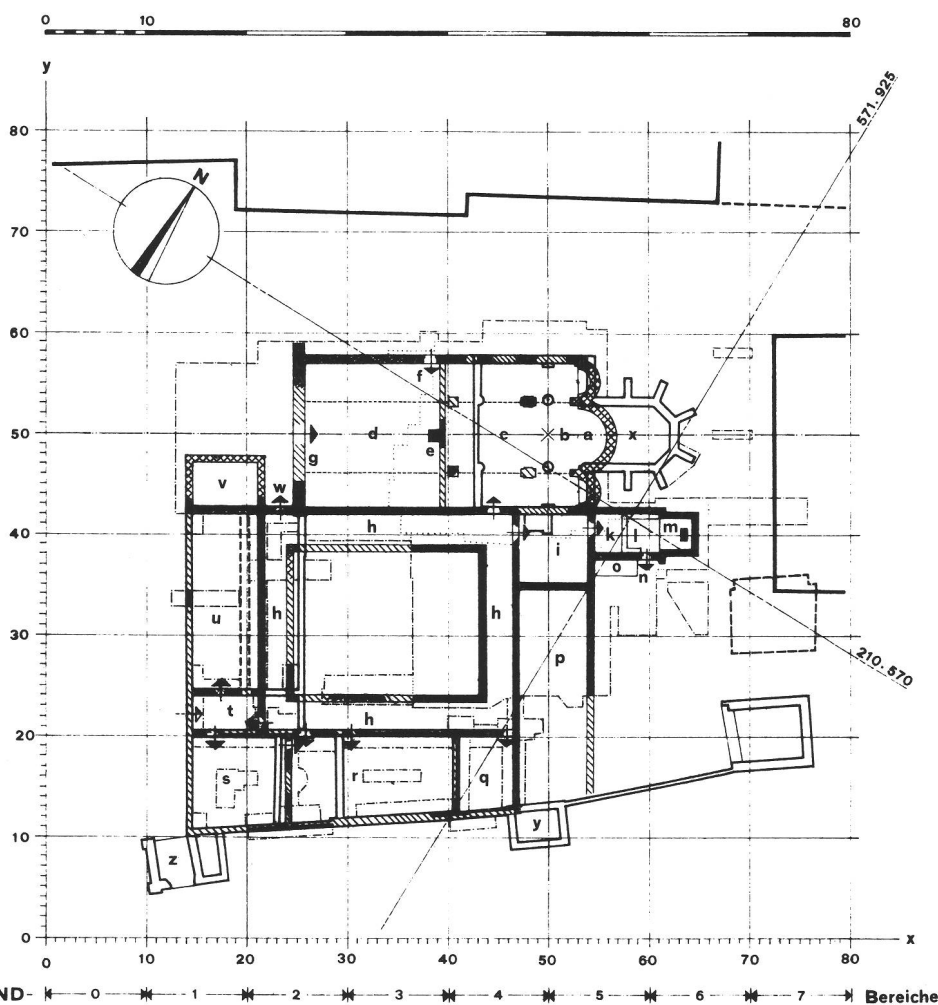 0 10 80
y
571.925
80
N
70
60
f
50 d c b a x
g e
v w
40 h k l m
i
o n
u h h p
30
210.570
t h
20
s r q
10
y
z
0 x
0 10 20 30 40 50 60 70 80
ND 0 1 2 3 4 5 6 7 Bereiche